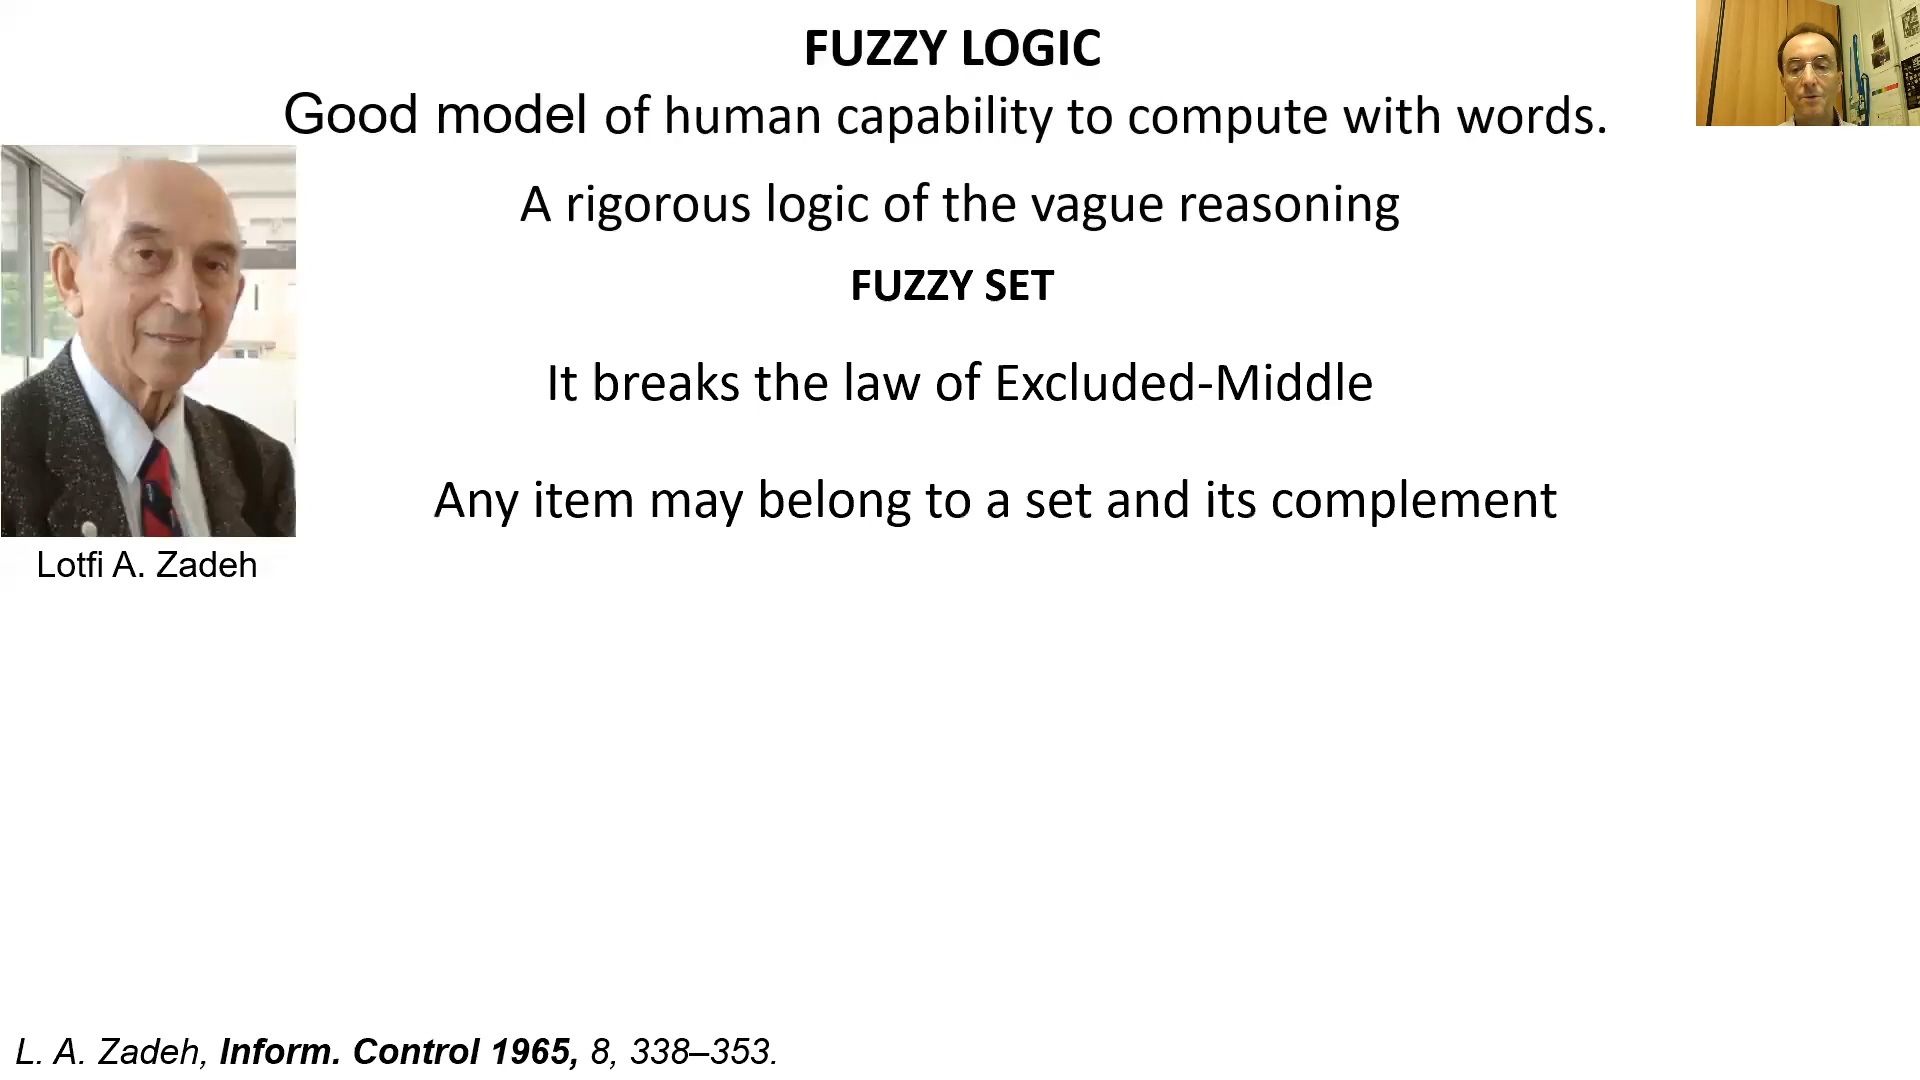 FUZZY LOGIC
Good model of human capability to compute with words.
A rigorous logic of the vague reasoning
FUZZY SET
It breaks the law of Excluded-Middle
Any item may belong to a set and its complement
Lotfi A. Zadeh
L. A. Zadeh, Inform. Control 1965, 8, 338–353.